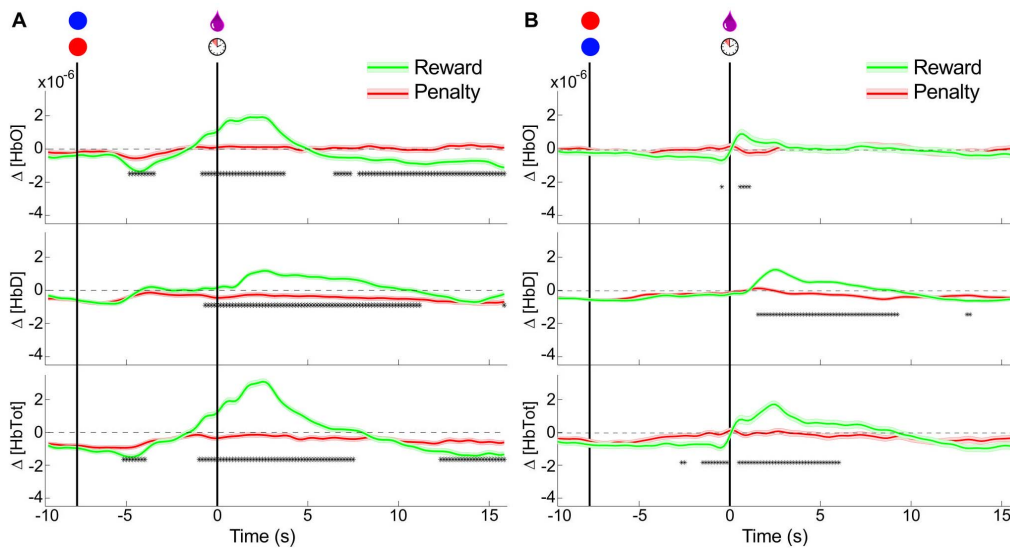 A
B
x10⁻⁶
Reward
Penalty
x10⁻⁶
Reward
Penalty
Δ [HbO]
2
0
-2
-4
Δ [HbO]
2
0
-2
-4
Δ [HbD]
2
0
-2
-4
Δ [HbD]
2
0
-2
-4
Δ [HbTot]
2
0
-2
-4
Δ [HbTot]
2
0
-2
-4
-10 -5 0 5 10 15
-10 -5 0 5 10 15
Time (s)
Time (s)